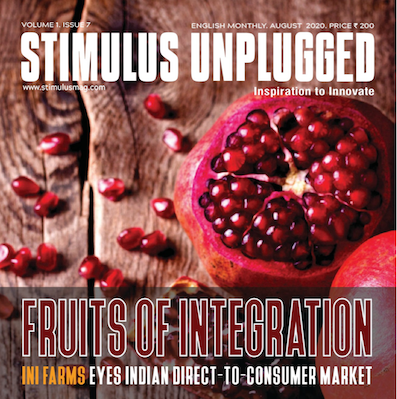 VOLUME 1. ISSUE 7
ENGLISH MONTHLY. AUGUST 2020, PRICE ₹ 200
STIMULUS UNPLUGGED
www.stimulusmag.com
Inspiration to Innovate
FRUITS OF INTEGRATION
INI FARMS EYES INDIAN DIRECT-TO-CONSUMER MARKET